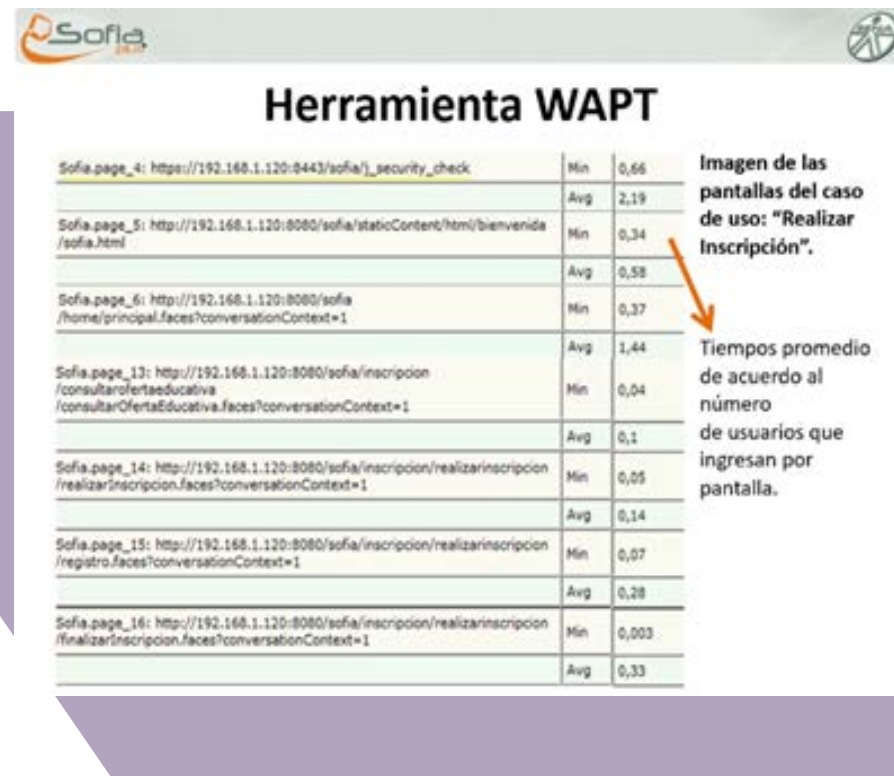 Sofia
plus
Herramienta WAPT
Sofia.page_4: https://192.168.1.120:8443/sofia/j_security_check
Min
0,66
Avg
2,19
Sofia.page_5: http://192.168.1.120:8080/sofia/staticContent/html/bienvenida
/sofia.html
Min
0,34
Avg
0,58
Sofia.page_6: http://192.168.1.120:8080/sofia
/home/principal.faces?conversationContext=1
Min
0,37
Avg
1,44
Sofia.page_13: http://192.168.1.120:8080/sofia/inscripcion
/consultarofertaeducativa
/consultarOfertaEducativa.faces?conversationContext=1
Min
0,04
Avg
0,1
Sofia.page_14: http://192.168.1.120:8080/sofia/inscripcion/realizarinscripcion
/realizarInscripcion.faces?conversationContext=1
Min
0,05
Avg
0,14
Sofia.page_15: http://192.168.1.120:8080/sofia/inscripcion/realizarinscripcion
/registro.faces?conversationContext=1
Min
0,07
Avg
0,28
Sofia.page_16: http://192.168.1.120:8080/sofia/inscripcion/realizarinscripcion
/finalizarInscripcion.faces?conversationContext=1
Min
0,003
Avg
0,33
Imagen de las
pantallas del caso
de uso: “Realizar
Inscripción”.
Tiempos promedio
de acuerdo al
número
de usuarios que
ingresan por
pantalla.